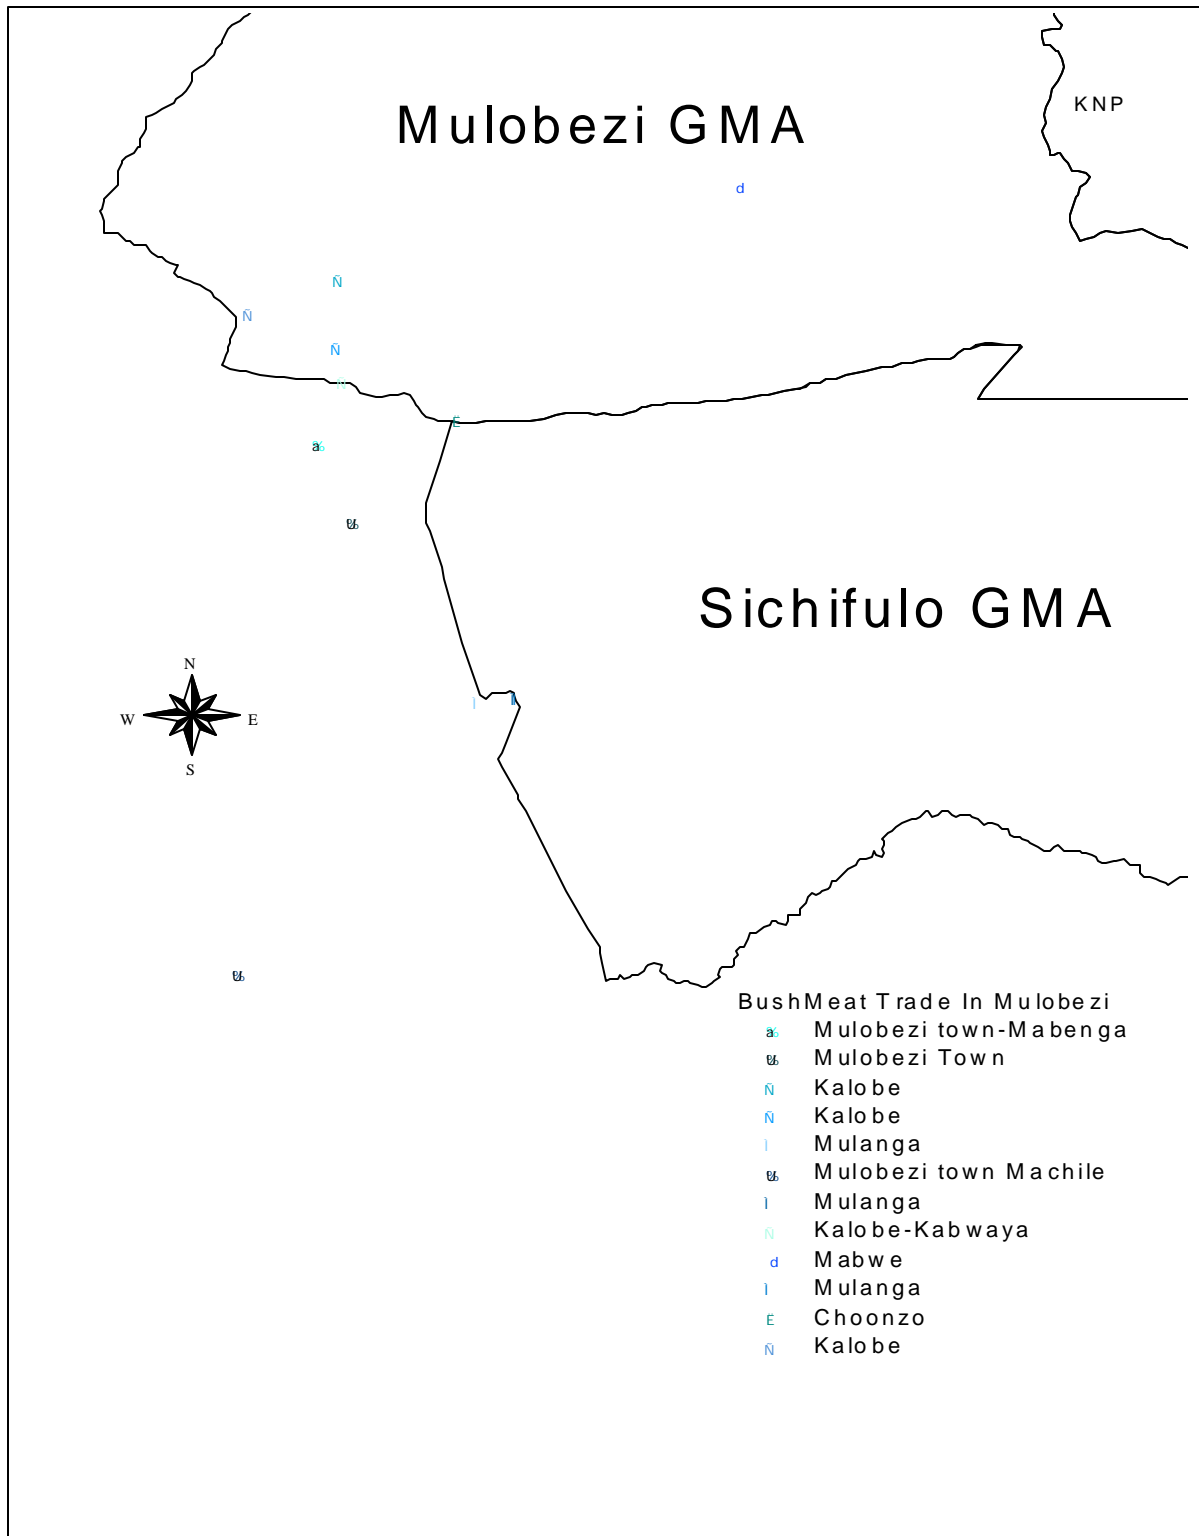 KNP
Mulobezi GMA
d
Ñ
Ñ
Ñ
Ñ
Ë
a%
U%
Sichifulo GMA
N
W E
S
Ì Ì
U%
BushMeat Trade In Mulobezi
a% Mulobezi town-Mabenga
U% Mulobezi Town
Ñ Kalobe
Ñ Kalobe
Ì Mulanga
U% Mulobezi town Machile
Ì Mulanga
Ñ Kalobe-Kabwaya
d Mabwe
Ì Mulanga
Ë Choonzo
Ñ Kalobe